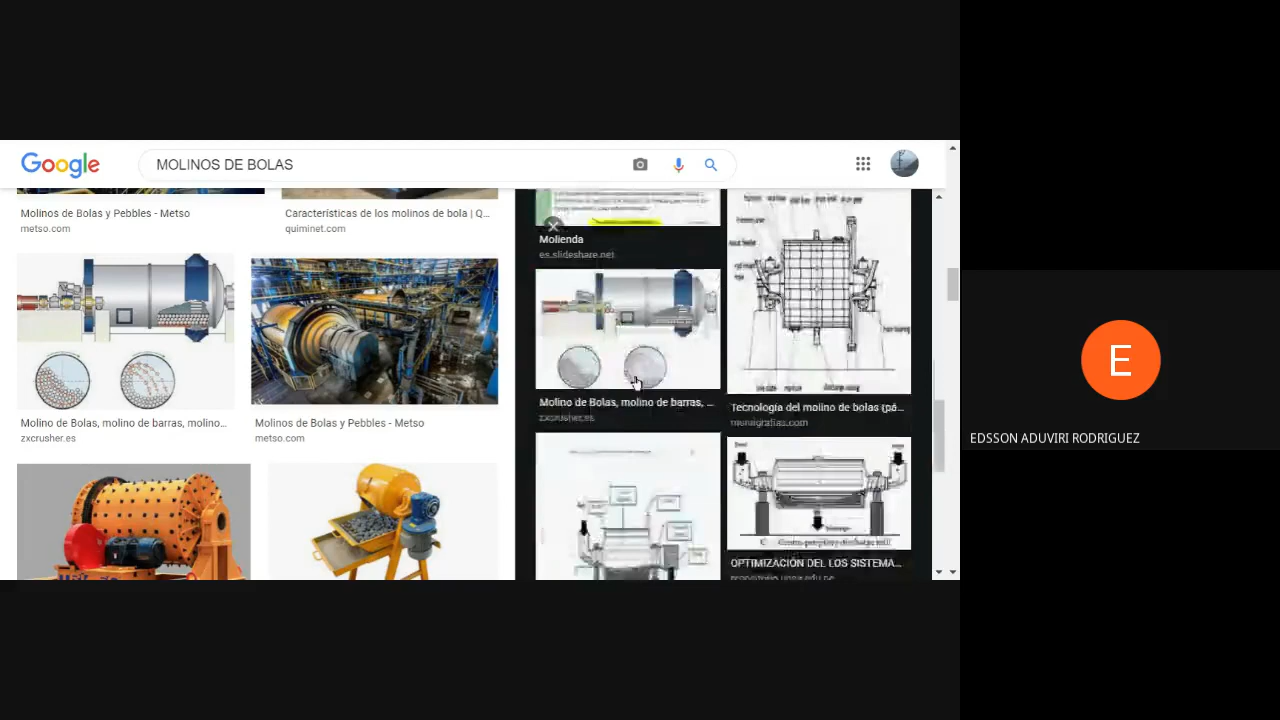 Google
MOLINOS DE BOLAS
Molinos de Bolas y Pebbles - Metso
metso.com
Características de los molinos de bola | Q...
quiminet.com
Molino de Bolas, molino de barras, molino...
zxcrusher.es
Molinos de Bolas y Pebbles - Metso
metso.com
Molienda
es.slideshare.net
Molino de Bolas, molino de barras, ...
zxcrusher.es
Tecnología del molino de bolas (pá...
monografias.com
OPTIMIZACIÓN DEL LOS SISTEMA...
E
EDSSON ADUVIRI RODRIGUEZ